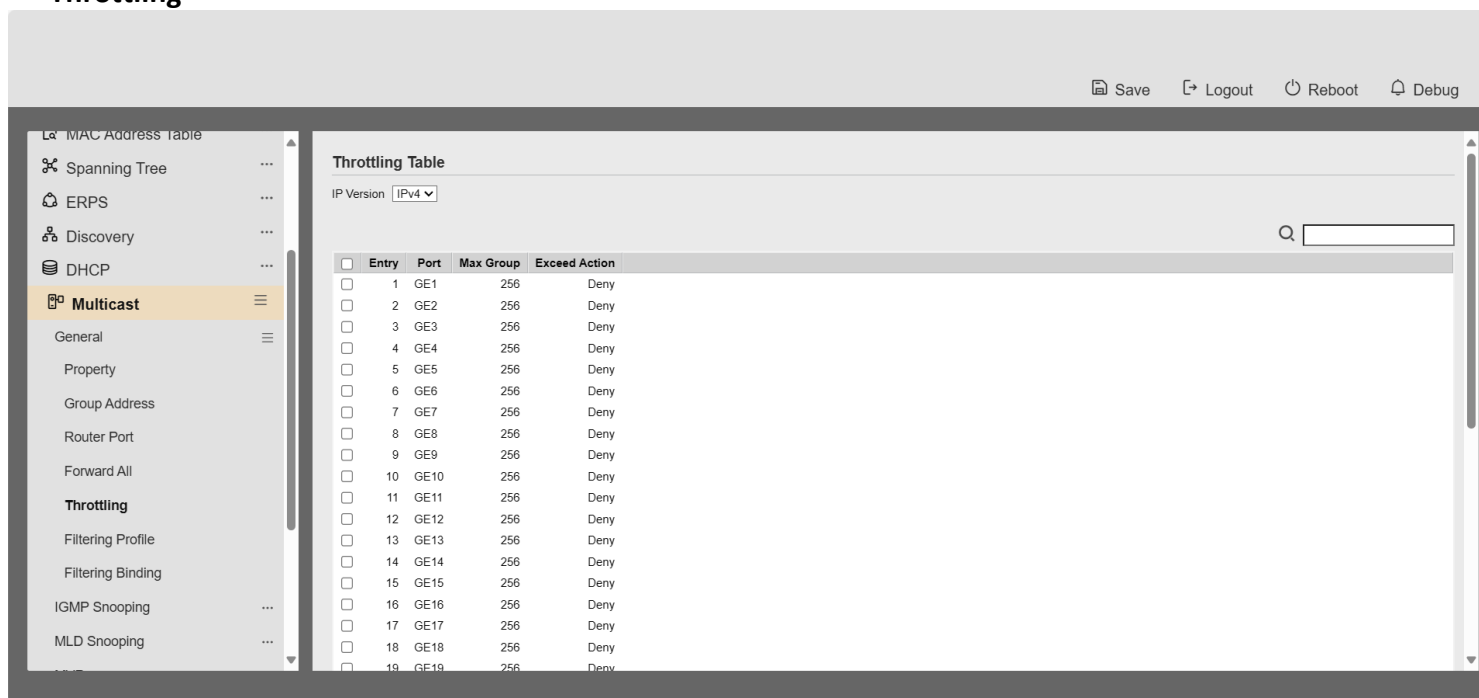 Throttling
Save Logout Reboot Debug
MAC Address Table
Spanning Tree ...
ERPS ...
Discovery ...
DHCP ...
Multicast
General
Property
Group Address
Router Port
Forward All
Throttling
Filtering Profile
Filtering Binding
IGMP Snooping ...
MLD Snooping ...
Throttling Table
IP Version IPv4
Entry Port Max Group Exceed Action
1 GE1 256 Deny
2 GE2 256 Deny
3 GE3 256 Deny
4 GE4 256 Deny
5 GE5 256 Deny
6 GE6 256 Deny
7 GE7 256 Deny
8 GE8 256 Deny
9 GE9 256 Deny
10 GE10 256 Deny
11 GE11 256 Deny
12 GE12 256 Deny
13 GE13 256 Deny
14 GE14 256 Deny
15 GE15 256 Deny
16 GE16 256 Deny
17 GE17 256 Deny
18 GE18 256 Deny
19 GE19 256 Deny